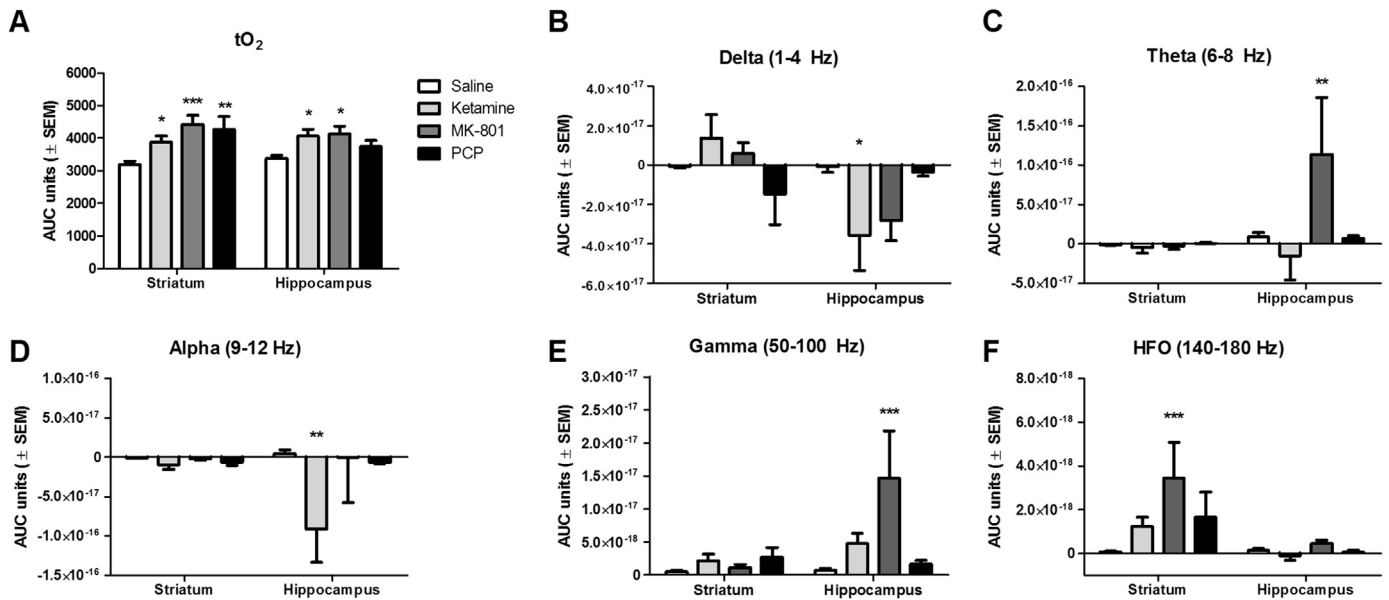 A
tO₂
AUC units (± SEM)
6000
5000
4000
3000
2000
1000
0
* *** ** * *
Striatum Hippocampus
Saline
Ketamine
MK-801
PCP
B
Delta (1-4 Hz)
AUC units (± SEM)
4.0×10⁻¹⁷
2.0×10⁻¹⁷
0
-2.0×10⁻¹⁷
-4.0×10⁻¹⁷
-6.0×10⁻¹⁷
*
Striatum Hippocampus
C
Theta (6-8 Hz)
AUC units (± SEM)
2.0×10⁻¹⁶
1.5×10⁻¹⁶
1.0×10⁻¹⁶
5.0×10⁻¹⁷
0
-5.0×10⁻¹⁷
**
Striatum Hippocampus
D
Alpha (9-12 Hz)
AUC units (± SEM)
1.0×10⁻¹⁶
5.0×10⁻¹⁷
0
-5.0×10⁻¹⁷
-1.0×10⁻¹⁶
-1.5×10⁻¹⁶
**
Striatum Hippocampus
E
Gamma (50-100 Hz)
AUC units (± SEM)
3.0×10⁻¹⁷
2.5×10⁻¹⁷
2.0×10⁻¹⁷
1.5×10⁻¹⁷
1.0×10⁻¹⁷
5.0×10⁻¹⁸
0
***
Striatum Hippocampus
F
HFO (140-180 Hz)
AUC units (± SEM)
8.0×10⁻¹⁸
6.0×10⁻¹⁸
4.0×10⁻¹⁸
2.0×10⁻¹⁸
0
***
Striatum Hippocampus